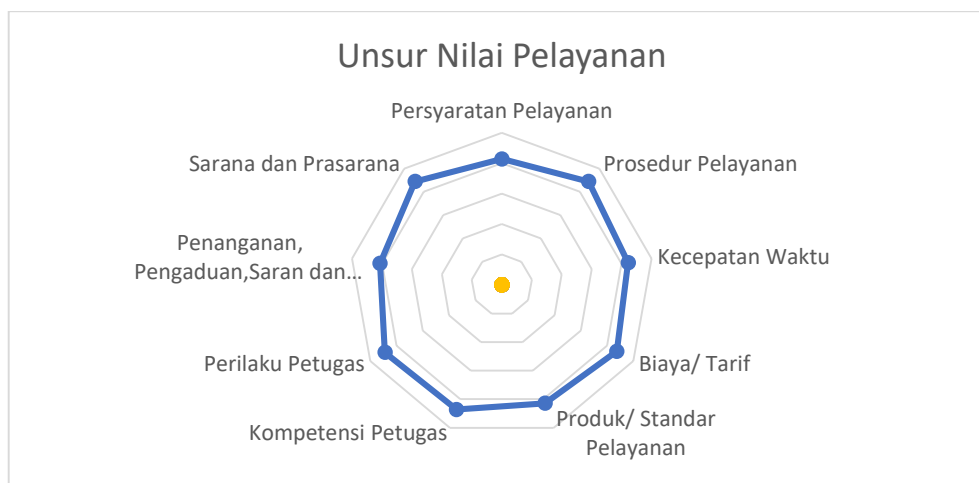 Unsur Nilai Pelayanan
Persyaratan Pelayanan
Prosedur Pelayanan
Kecepatan Waktu
Biaya/ Tarif
Produk/ Standar
Pelayanan
Kompetensi Petugas
Perilaku Petugas
Penanganan,
Pengaduan,Saran dan…
Sarana dan Prasarana